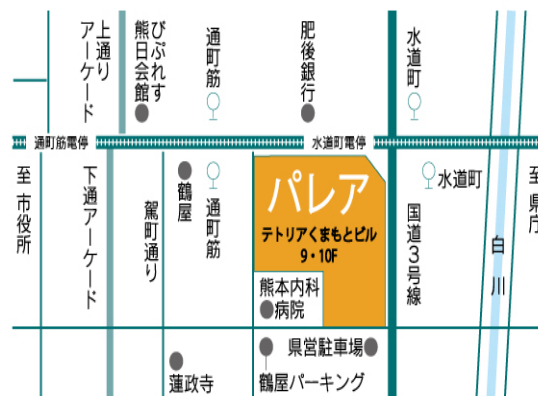 上通り
アーケード
びぷれす
熊日会館
通町筋
肥後銀行
水道町
通町筋電停
水道町電停
至 市役所
下通アーケード
駕町通り
鶴屋
通町筋
パレア
テトリアくまもとビル
9・10F
熊本内科
病院
国道3号線
水道町
白川
至 県庁
蓮政寺
県営駐車場
鶴屋パーキング